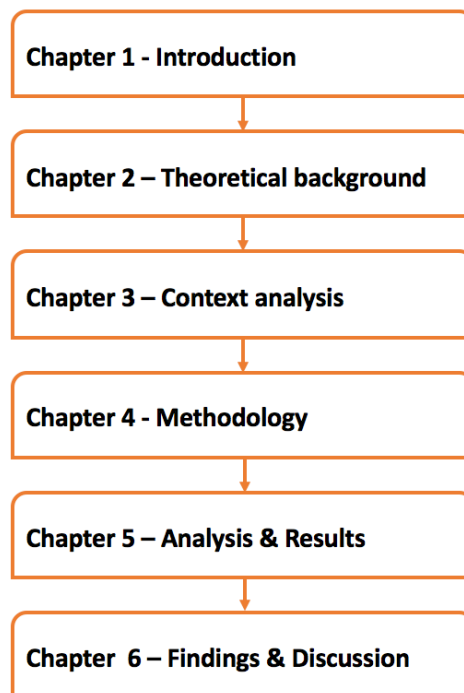 Chapter 1 - Introduction
Chapter 2 – Theoretical background
Chapter 3 – Context analysis
Chapter 4 - Methodology
Chapter 5 – Analysis & Results
Chapter  6 – Findings & Discussion